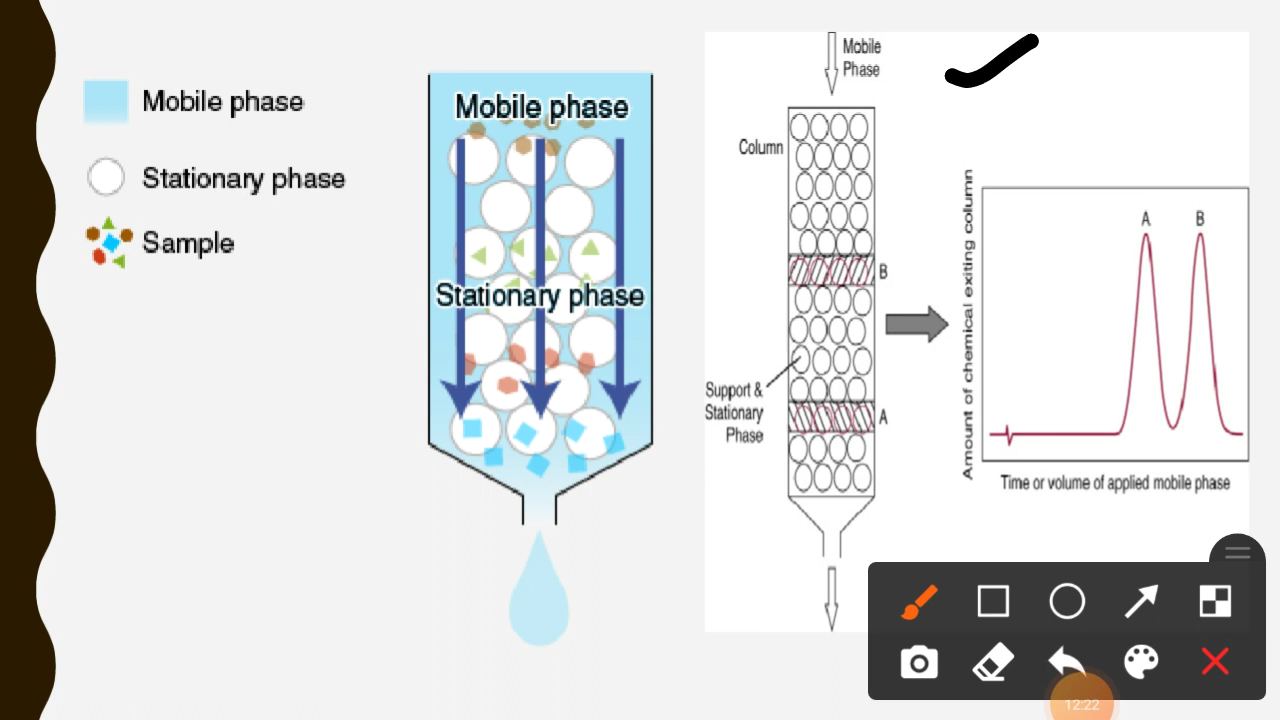 Mobile phase
Stationary phase
Sample
Mobile phase
Stationary phase
Mobile
Phase
Column
B
Support &
Stationary
Phase
A
Amount of chemical exiting column
A B
Time or volume of applied mobile phase
12:22